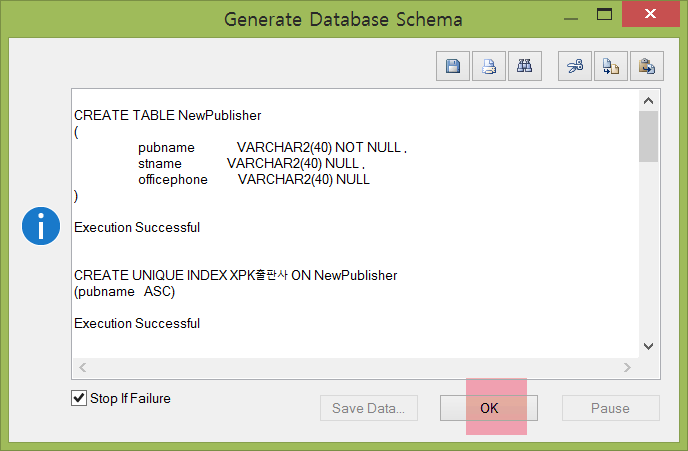 Generate Database Schema
CREATE TABLE NewPublisher
(
pubname VARCHAR2(40) NOT NULL ,
stname VARCHAR2(40) NULL ,
officephone VARCHAR2(40) NULL
)
Execution Successful
CREATE UNIQUE INDEX XPK출판사 ON NewPublisher
(pubname ASC)
Execution Successful
Stop If Failure
Save Data... OK Pause